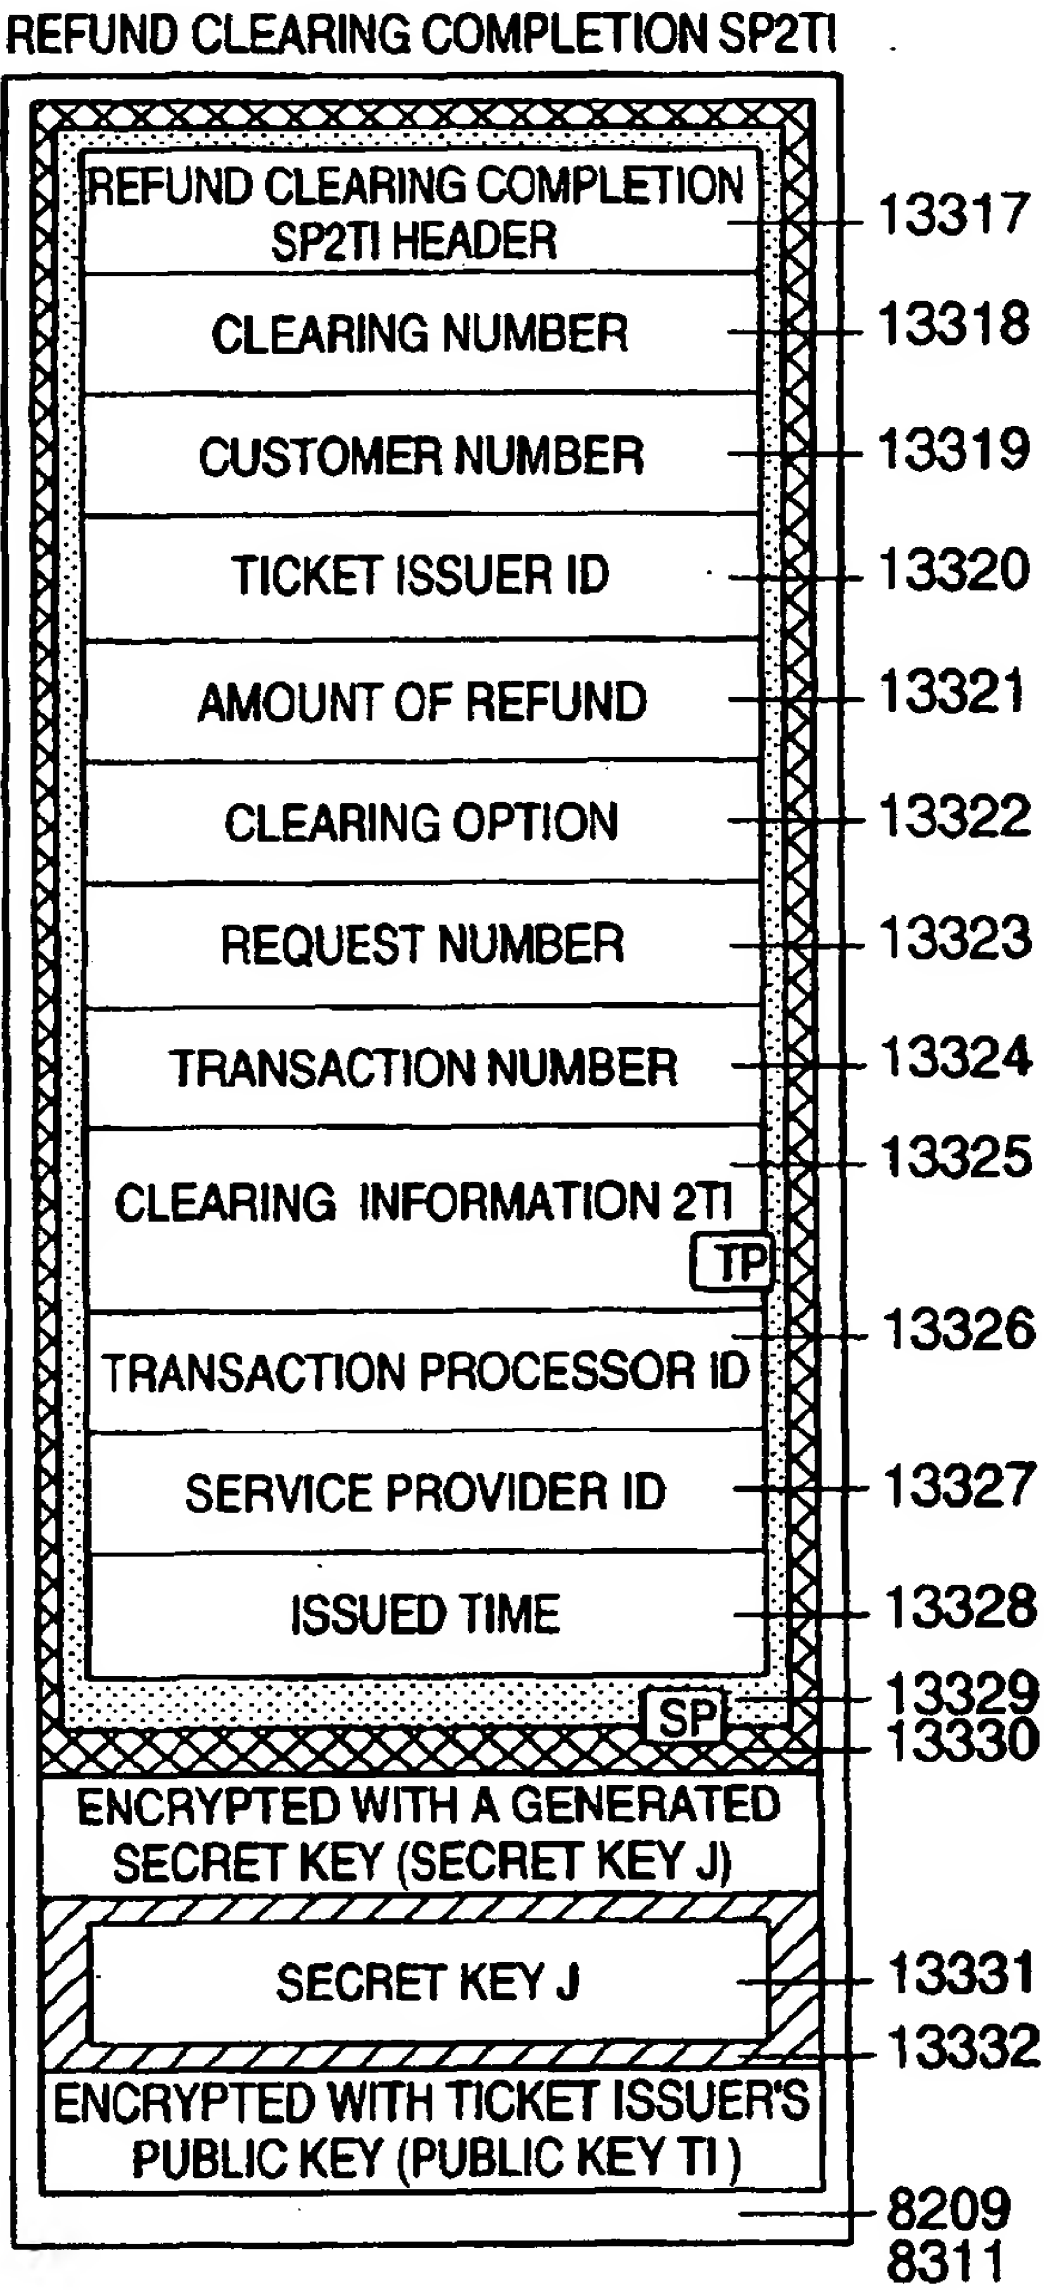 REFUND CLEARING COMPLETION SP2TI
REFUND CLEARING COMPLETION
SP2TI HEADER
13317
CLEARING NUMBER
13318
CUSTOMER NUMBER
13319
TICKET ISSUER ID
13320
AMOUNT OF REFUND
13321
CLEARING OPTION
13322
REQUEST NUMBER
13323
TRANSACTION NUMBER
13324
13325
CLEARING INFORMATION 2TI
TP
13326
TRANSACTION PROCESSOR ID
SERVICE PROVIDER ID
13327
ISSUED TIME
13328
13329
SP
13330
ENCRYPTED WITH A GENERATED
SECRET KEY (SECRET KEY J)
SECRET KEY J
13331
13332
ENCRYPTED WITH TICKET ISSUER'S
PUBLIC KEY (PUBLIC KEY TI )
8209
8311